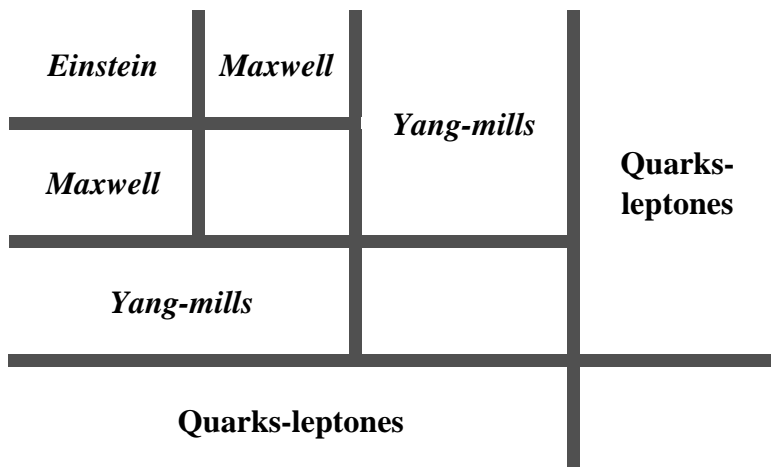 Einstein
Maxwell
Yang-mills
Quarks-
leptones
Maxwell
Yang-mills
Quarks-leptones